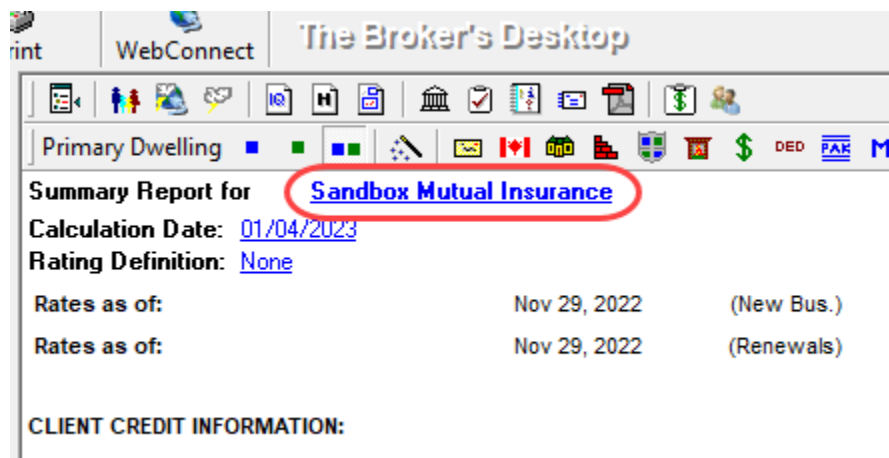 The Broker's Desktop
rint WebConnect
IQ H $
Primary Dwelling $ DED PAK M
Summary Report for Sandbox Mutual Insurance
Calculation Date: 01/04/2023
Rating Definition: None
Rates as of: Nov 29, 2022 (New Bus.)
Rates as of: Nov 29, 2022 (Renewals)
CLIENT CREDIT INFORMATION: